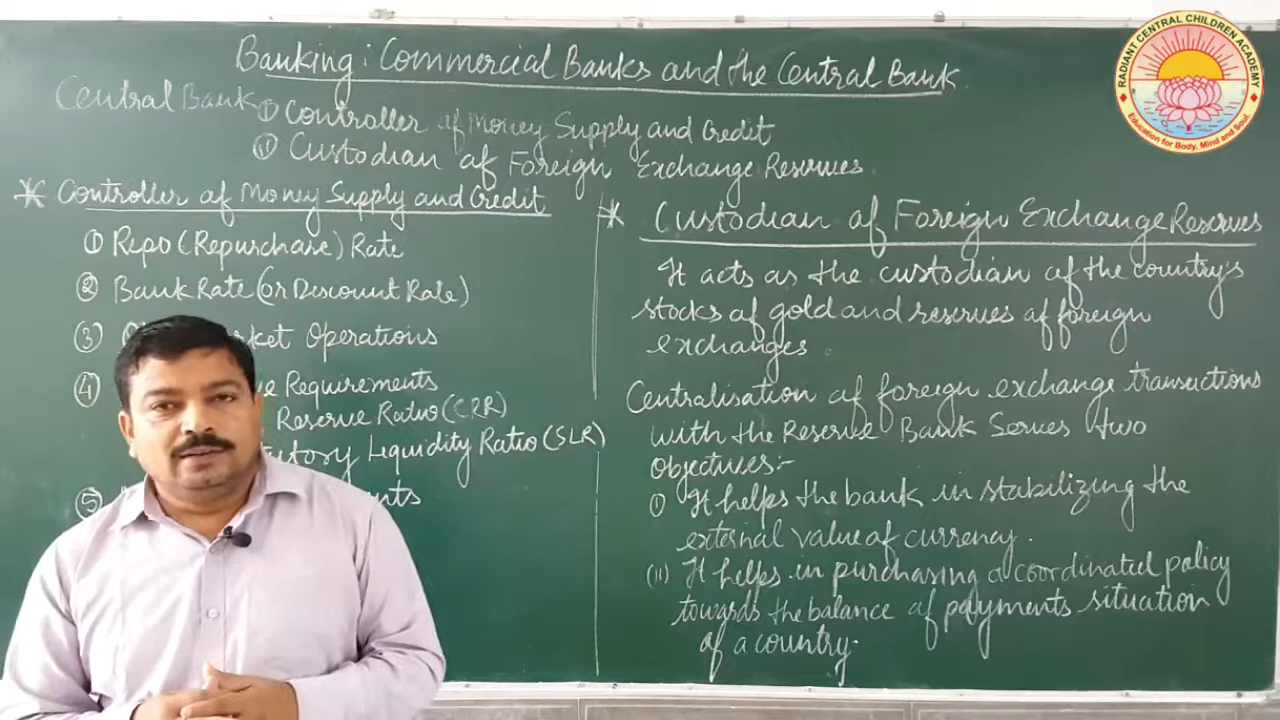 Banking : Commercial Banks and the Central Bank.
Central Bank (i) Controller of Money Supply and Credit
(ii) Custodian of Foreign Exchange Reserves
* Controller of Money Supply and Credit
① Repo (Repurchase) Rate
② Bank Rate (or Discount Rate)
③ Operations
④ Requirements
Reserve Ratio (CRR)
Liquidity Ratio (SLR)
⑤
* Custodian of Foreign Exchange Reserves
It acts as the custodian of the country's
stocks of gold and reserves of foreign
exchanges.
Centralisation of foreign exchange transactions
with the Reserve Bank Serves two
objectives:-
(i) It helps the bank in stabilizing the
external value of currency.
(ii) It helps in purchasing a coordinated policy
towards the balance of payments situation
of a country.
RADIANT CENTRAL CHILDREN ACADEMY
Education for Body, Mind and Soul.